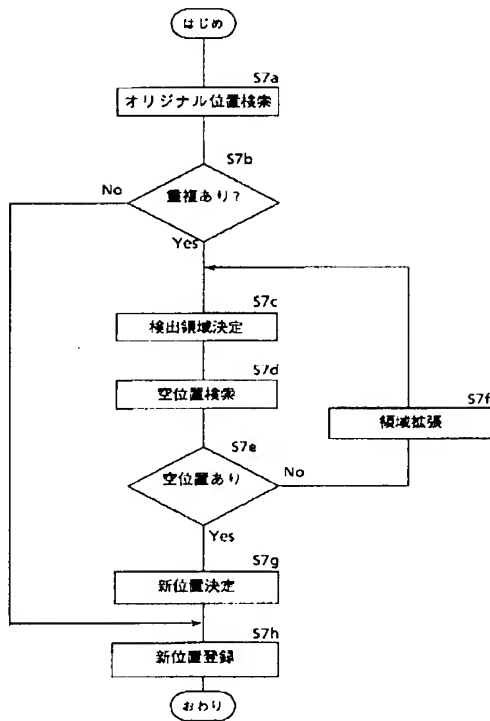 はじめ
S7a
オリジナル位置検索
S7b
重複あり?
No
Yes
S7c
検出領域決定
S7d
空位置検索
S7f
領域拡張
S7e
空位置あり
No
Yes
S7g
新位置決定
S7h
新位置登録
おわり